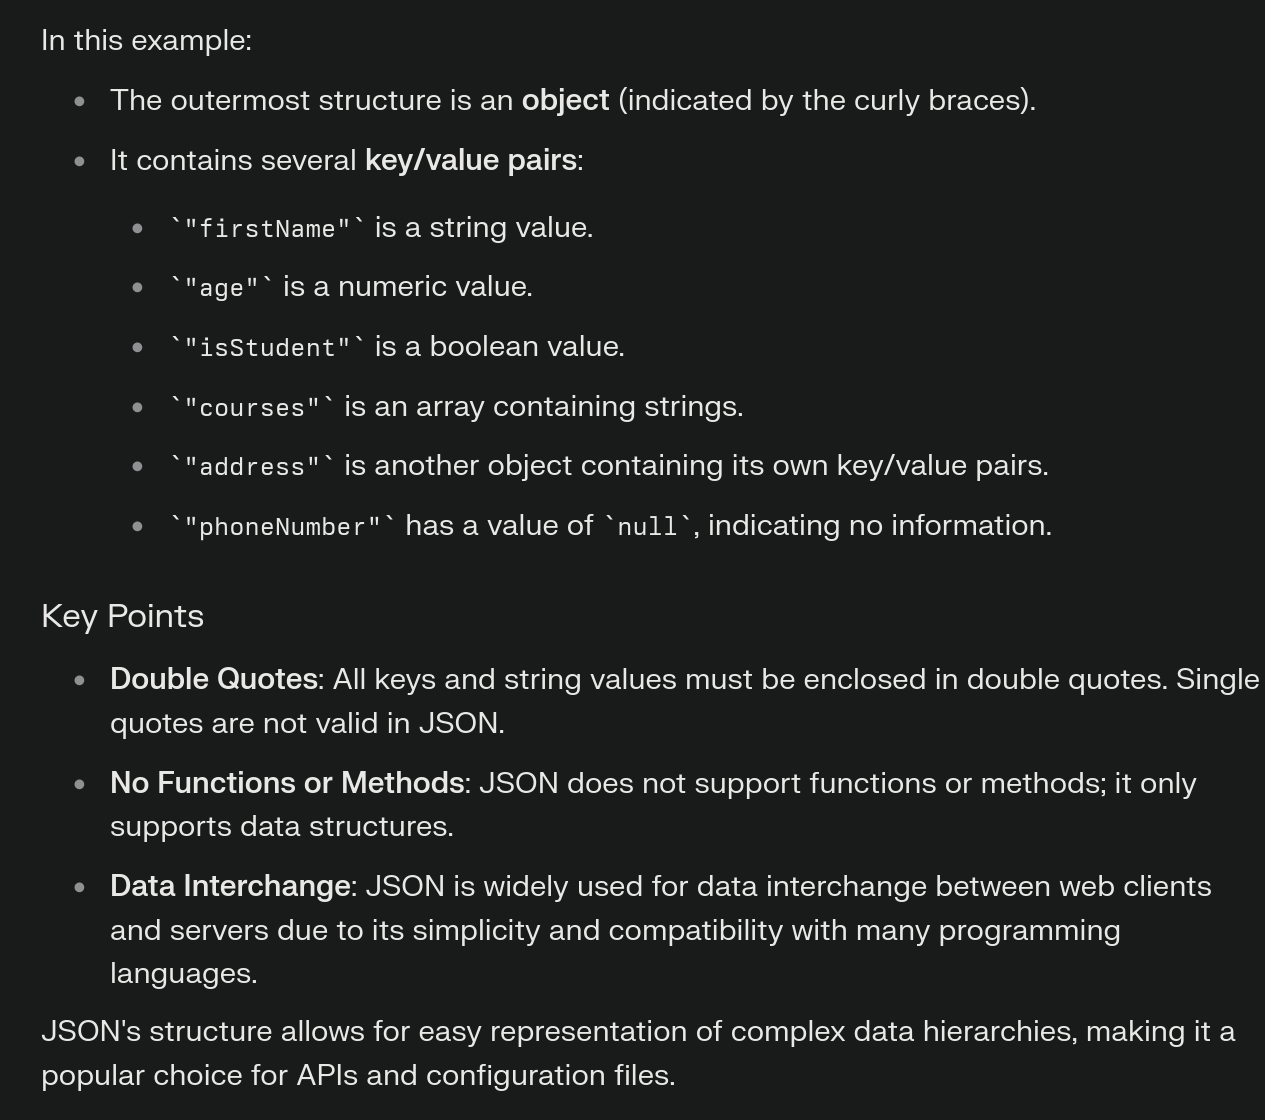 In this example:
The outermost structure is an object (indicated by the curly braces).
It contains several key/value pairs:
`"firstName"` is a string value.
`"age"` is a numeric value.
`"isStudent"` is a boolean value.
`"courses"` is an array containing strings.
`"address"` is another object containing its own key/value pairs.
`"phoneNumber"` has a value of `null`, indicating no information.
Key Points
Double Quotes: All keys and string values must be enclosed in double quotes. Single
quotes are not valid in JSON.
No Functions or Methods: JSON does not support functions or methods; it only
supports data structures.
Data Interchange: JSON is widely used for data interchange between web clients
and servers due to its simplicity and compatibility with many programming
languages.
JSON's structure allows for easy representation of complex data hierarchies, making it a
popular choice for APIs and configuration files.